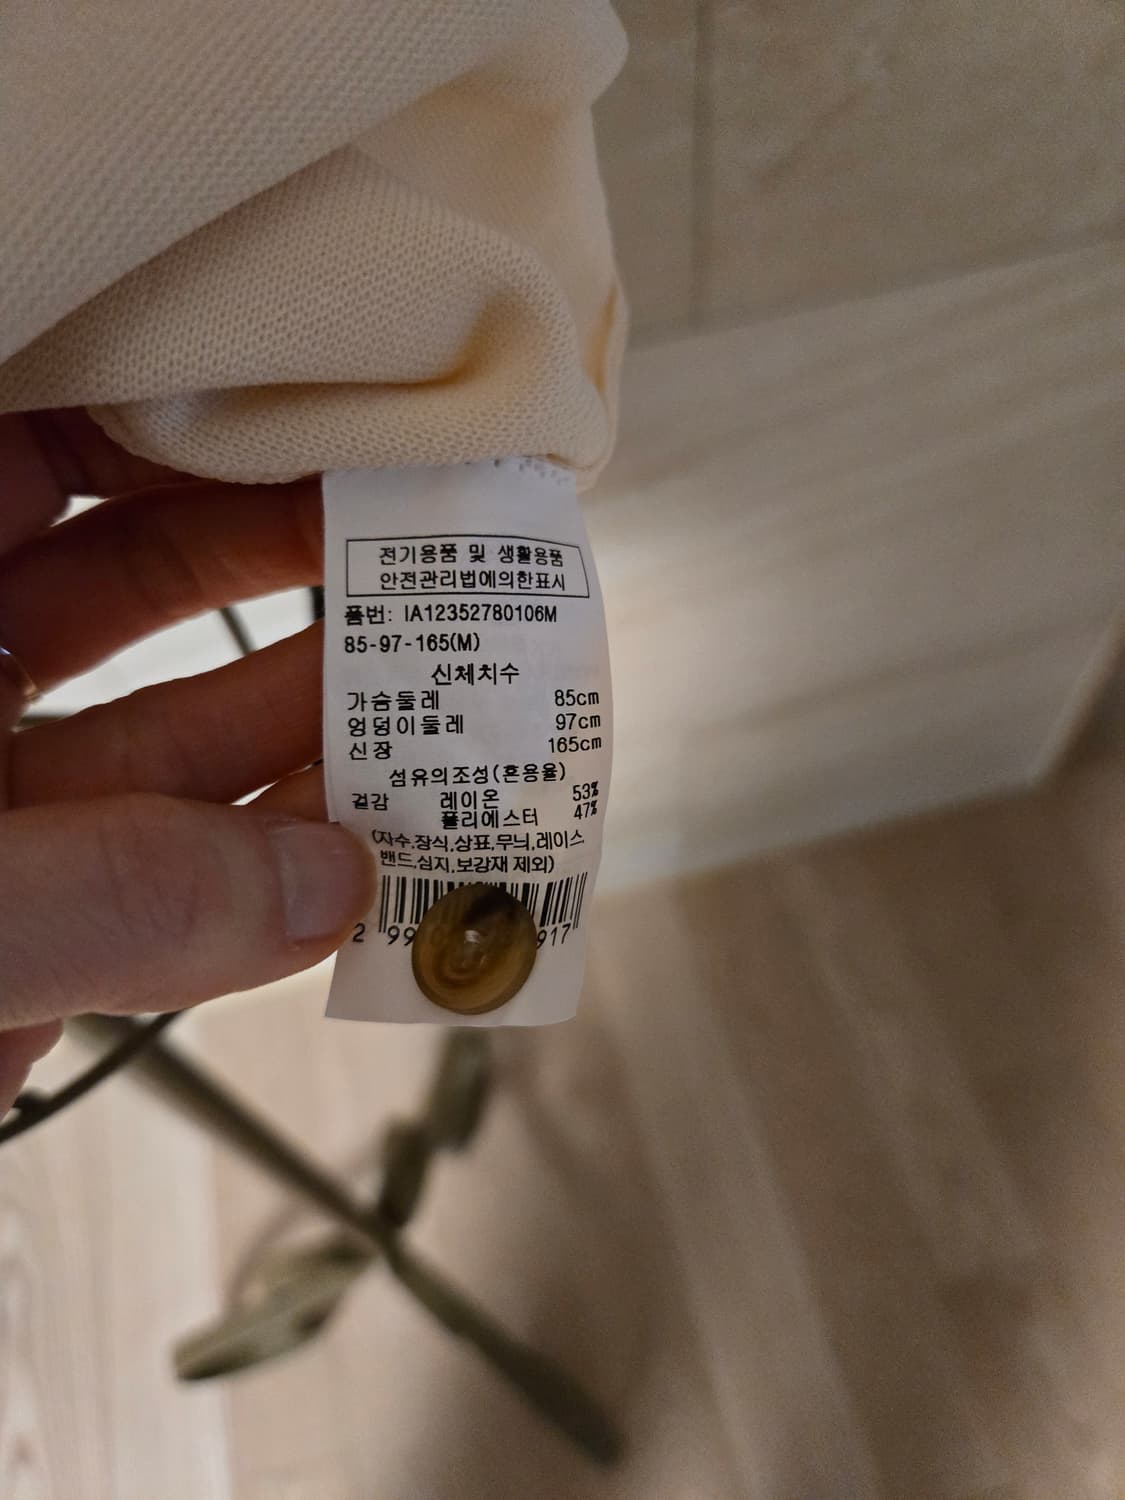 전기용품 및 생활용품
안전관리법에의한표시
품번: IA12352780106M
85-97-165(M)
신체치수
가슴둘레 85cm
엉덩이둘레 97cm
신장 165cm
섬유의조성(혼용율)
겉감 레이온 53%
폴리에스터 47%
(자수,장식,상표,무늬,레이스
밴드,심지,보강재 제외)
2 99 917